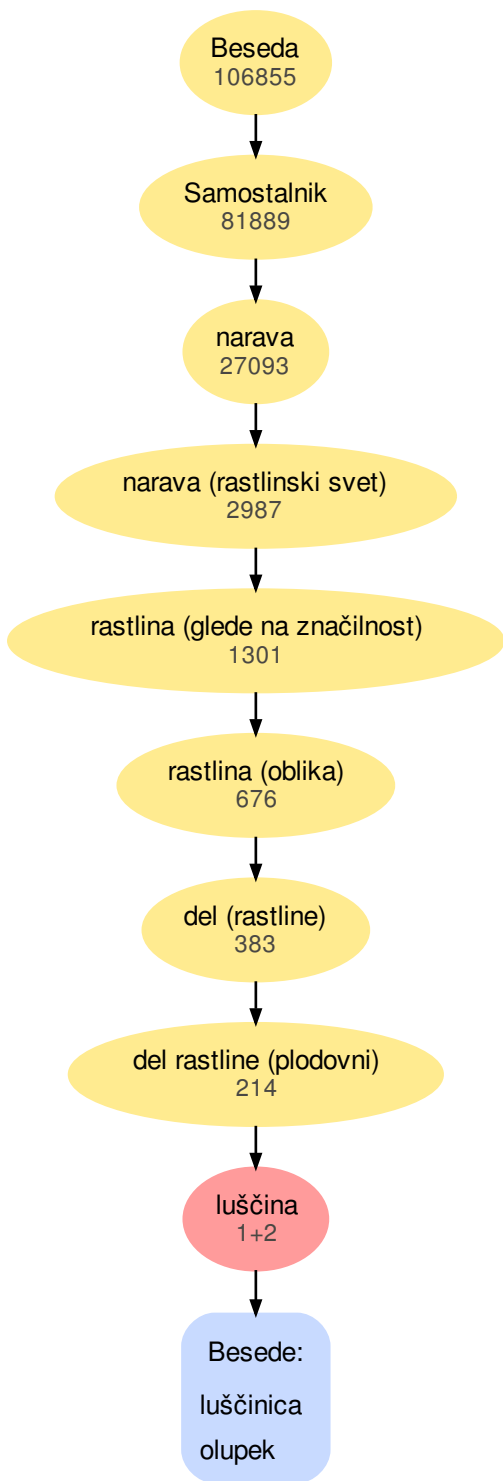 Beseda
106855
Samostalnik
81889
narava
27093
narava (rastlinski svet)
2987
rastlina (glede na značilnost)
1301
rastlina (oblika)
676
del (rastline)
383
del rastline (plodovni)
214
luščina
1+2
Besede:
luščinica
olupek